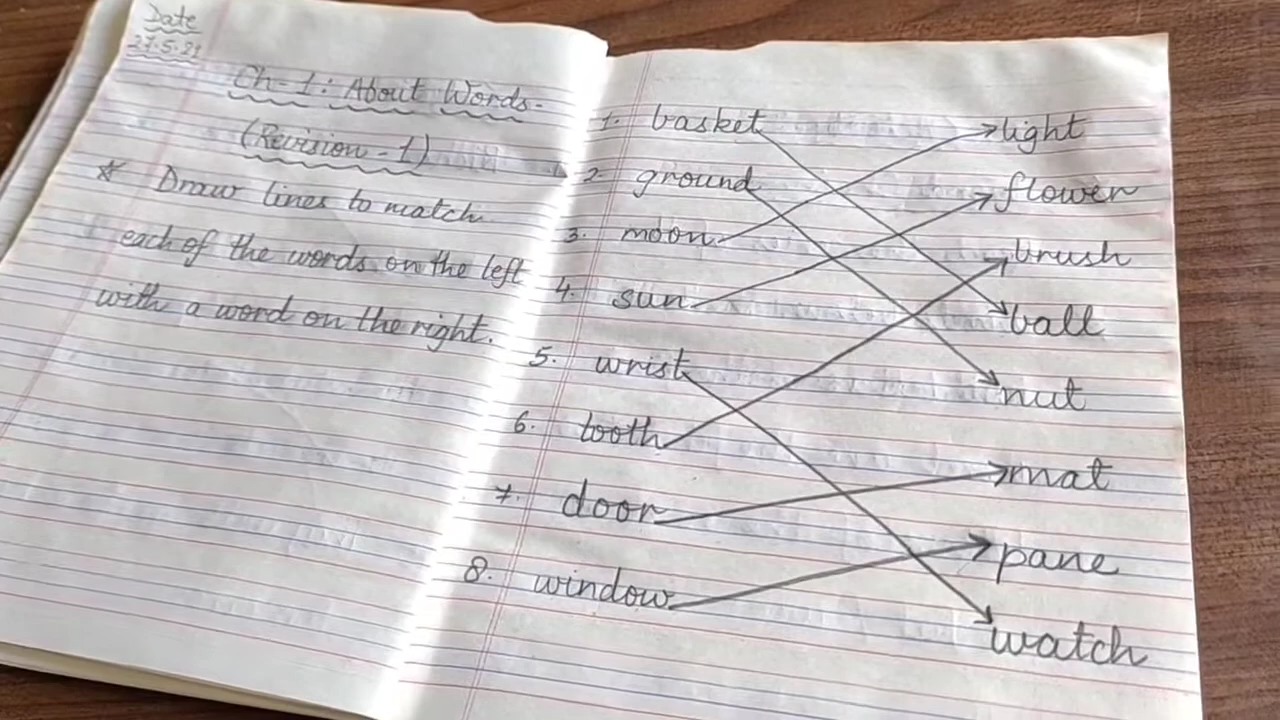 Date
27.5.21
Ch-1: About Words-
(Revision-1)
* Draw lines to match
each of the words on the left
with a word on the right.
1. basket light
2. ground flower
3. moon brush
4. sun ball
5. wrist nut
6. tooth mat
7. door pane
8. window watch